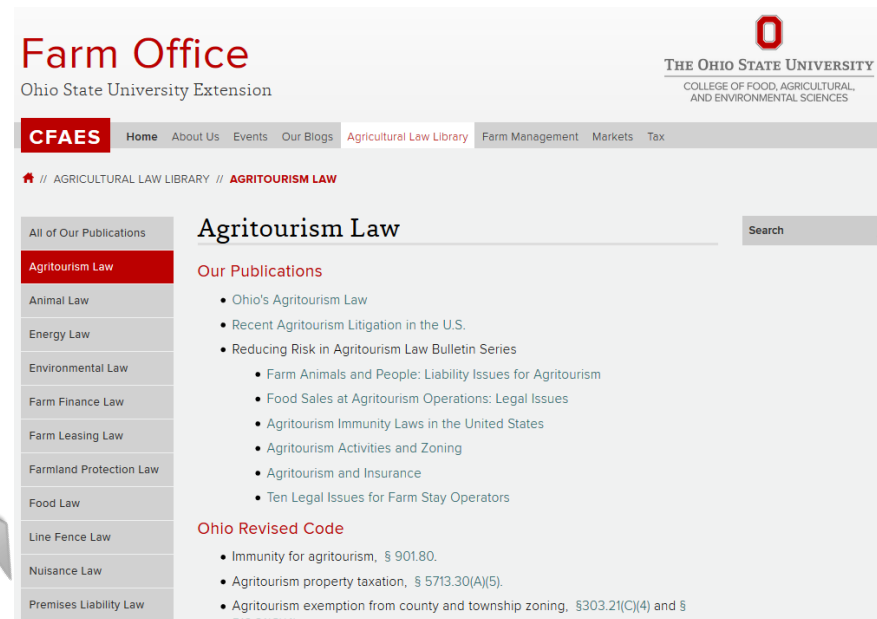 Farm Office
Ohio State University Extension
THE OHIO STATE UNIVERSITY
COLLEGE OF FOOD, AGRICULTURAL,
AND ENVIRONMENTAL SCIENCES
CFAES Home About Us Events Our Blogs Agricultural Law Library Farm Management Markets Tax
// AGRICULTURAL LAW LIBRARY // AGRITOURISM LAW
All of Our Publications
Agritourism Law
Animal Law
Energy Law
Environmental Law
Farm Finance Law
Farm Leasing Law
Farmland Protection Law
Food Law
Line Fence Law
Nuisance Law
Premises Liability Law
Agritourism Law
Our Publications
• Ohio's Agritourism Law
• Recent Agritourism Litigation in the U.S.
• Reducing Risk in Agritourism Law Bulletin Series
• Farm Animals and People: Liability Issues for Agritourism
• Food Sales at Agritourism Operations: Legal Issues
• Agritourism Immunity Laws in the United States
• Agritourism Activities and Zoning
• Agritourism and Insurance
• Ten Legal Issues for Farm Stay Operators
Ohio Revised Code
• Immunity for agritourism, § 901.80.
• Agritourism property taxation, § 5713.30(A)(5).
• Agritourism exemption from county and township zoning, §303.21(C)(4) and §
Search